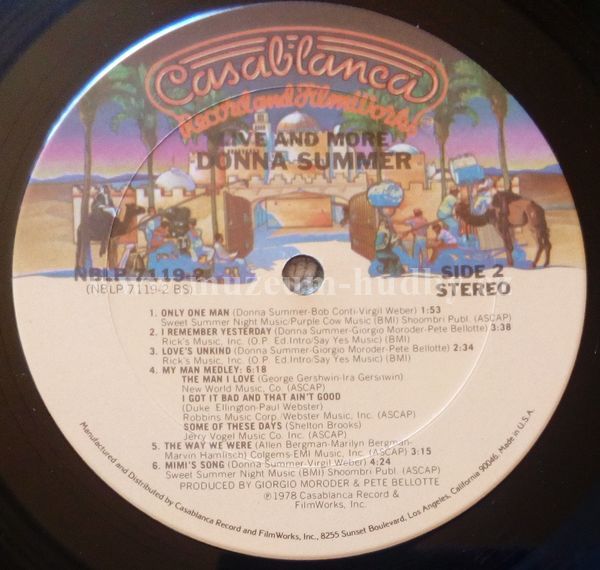 Casablanca
Record and FilmWorks
LIVE AND MORE
DONNA SUMMER
NBLP 7119-2
(NBLP 7119-2 BS)
SIDE 2
STEREO
1. ONLY ONE MAN (Donna Summer-Bob Conti-Virgil Weber) 1:53
Sweet Summer Night Music/Purple Cow Music (BMI) Shoombri Publ. (ASCAP)
2. I REMEMBER YESTERDAY (Donna Summer-Giorgio Moroder-Pete Bellotte) 3:38
Rick's Music, Inc. (O.P. Ed.Intro/Say Yes Music) (BMI)
3. LOVE'S UNKIND (Donna Summer-Giorgio Moroder-Pete Bellotte) 2:34
Rick's Music, Inc. (O.P. Ed.Intro/Say Yes Music) (BMI)
4. MY MAN MEDLEY: 6:18
THE MAN I LOVE (George Gershwin-Ira Gershwin)
New World Music, Co. (ASCAP)
I GOT IT BAD AND THAT AIN'T GOOD
(Duke Ellington-Paul Webster)
Robbins Music Corp./Webster Music, Inc. (ASCAP)
SOME OF THESE DAYS (Shelton Brooks)
Jerry Vogel Music Co. Inc. (ASCAP)
5. THE WAY WE WERE (Allen Bergman-Marilyn Bergman-
Marvin Hamlisch) Colgems-EMI Music, Inc. (ASCAP) 3:15
6. MIMI'S SONG (Donna Summer-Virgil Weber) 4:24
Sweet Summer Night Music (BMI) Shoombri Publ. (ASCAP)
PRODUCED BY GIORGIO MORODER & PETE BELLOTTE
℗1978 Casablanca Record &
FilmWorks, Inc.
Manufactured and Distributed by Casablanca Record and FilmWorks, Inc., 8255 Sunset Boulevard, Los Angeles, California 90046. Made in U.S.A.